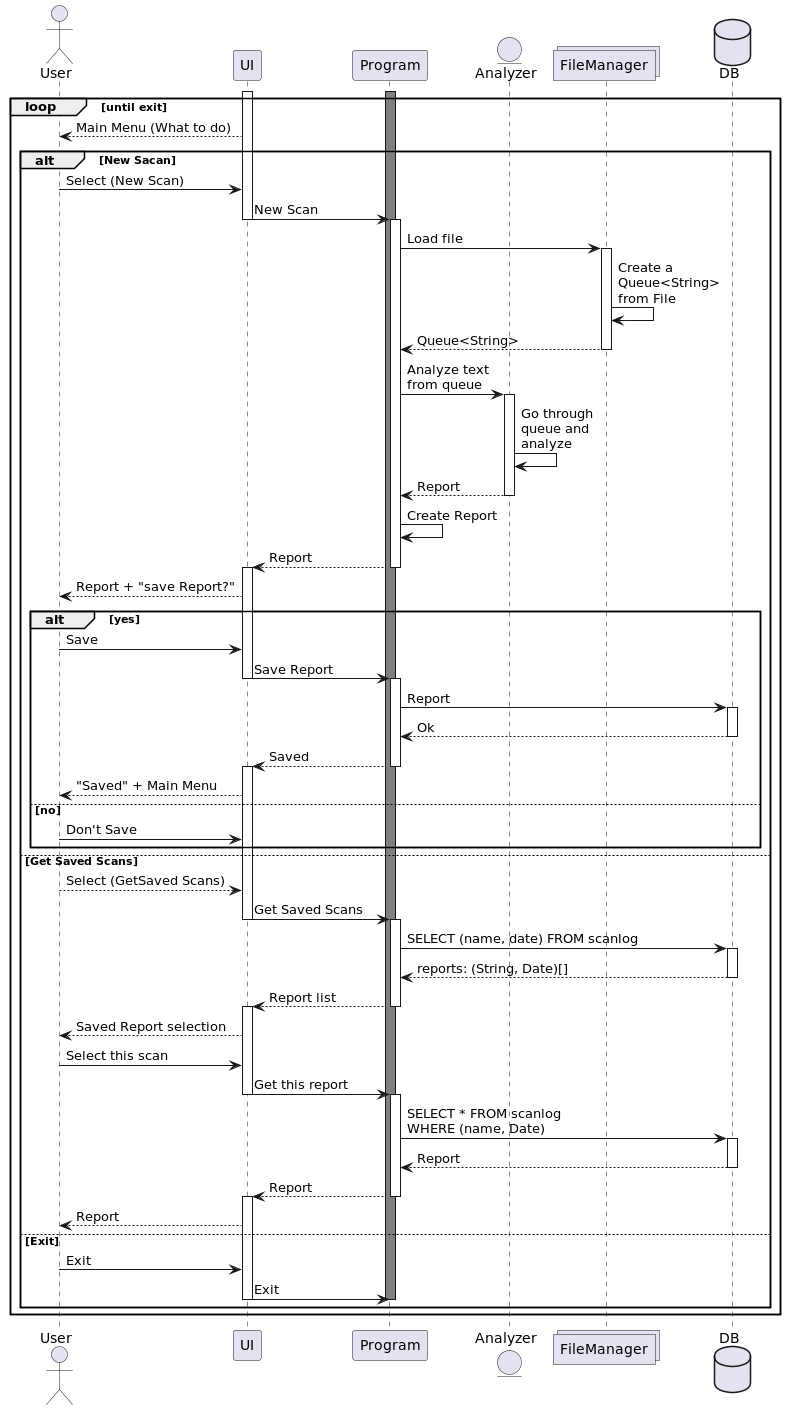 User
UI
Program
Analyzer
FileManager
DB
loop
[until exit]
Main Menu (What to do)
alt
[New Sacan]
Select (New Scan)
New Scan
Load file
Create a
Queue<String>
from File
Queue<String>
Analyze text
from queue
Go through
queue and
analyze
Report
Create Report
Report
Report + "save Report?"
alt
[yes]
Save
Save Report
Report
Ok
Saved
"Saved" + Main Menu
[no]
Don't Save
[Get Saved Scans]
Select (GetSaved Scans)
Get Saved Scans
SELECT (name, date) FROM scanlog
reports: (String, Date)[]
Report list
Saved Report selection
Select this scan
Get this report
SELECT * FROM scanlog
WHERE (name, Date)
Report
Report
Report
[Exit]
Exit
Exit
User
UI
Program
Analyzer
FileManager
DB